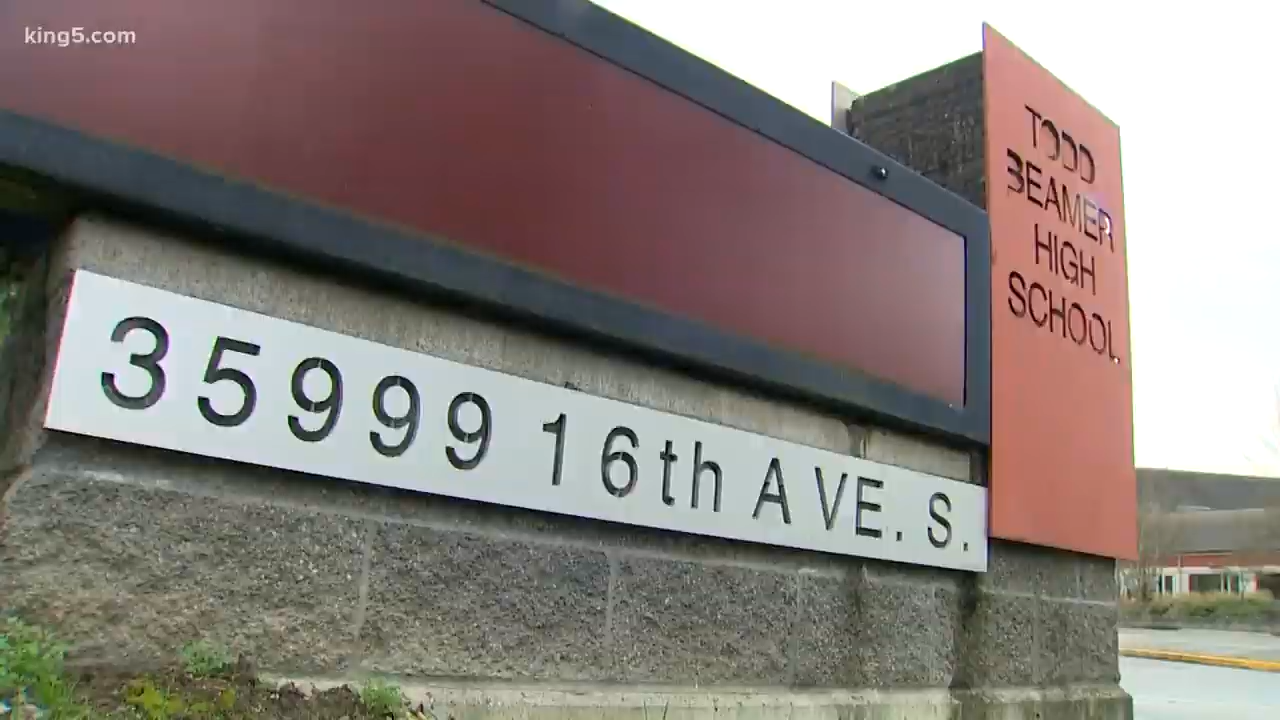 king5.com
TODD
BEAMER
HIGH
SCHOOL
35999 16th AVE. S.